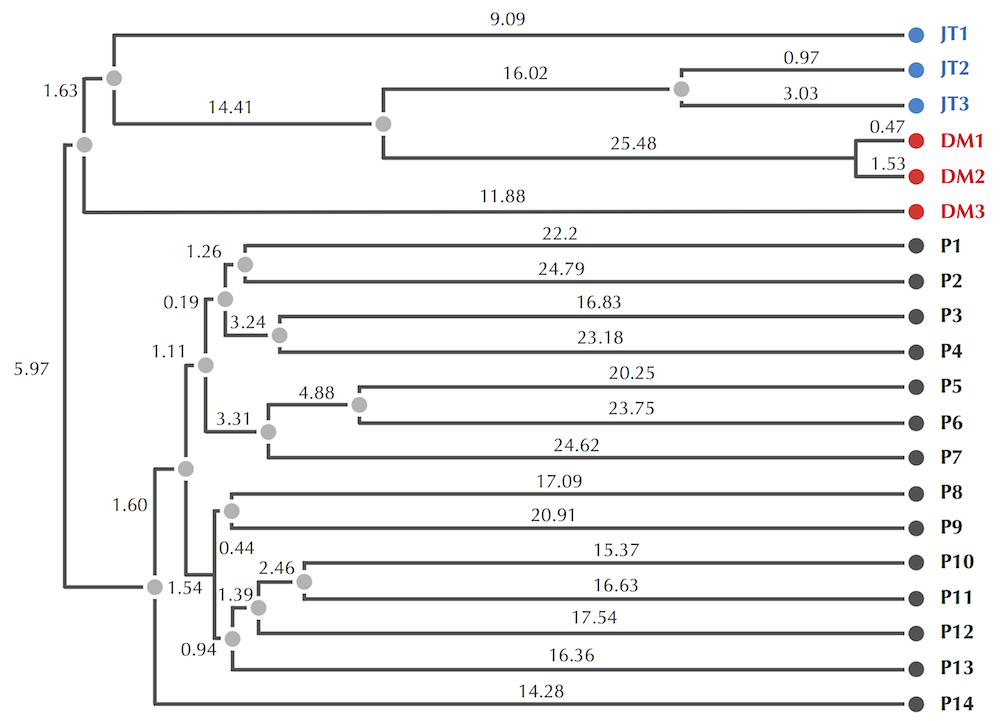 9.09
JT1
0.97
JT2
1.63
16.02
3.03
JT3
14.41
0.47
DM1
25.48
1.53
DM2
11.88
DM3
22.2
P1
1.26
24.79
P2
0.19
16.83
P3
3.24
23.18
P4
1.11
5.97
20.25
P5
4.88
23.75
P6
3.31
24.62
P7
17.09
P8
1.60
20.91
P9
0.44
15.37
P10
2.46
1.54
1.39
16.63
P11
17.54
P12
0.94
16.36
P13
14.28
P14